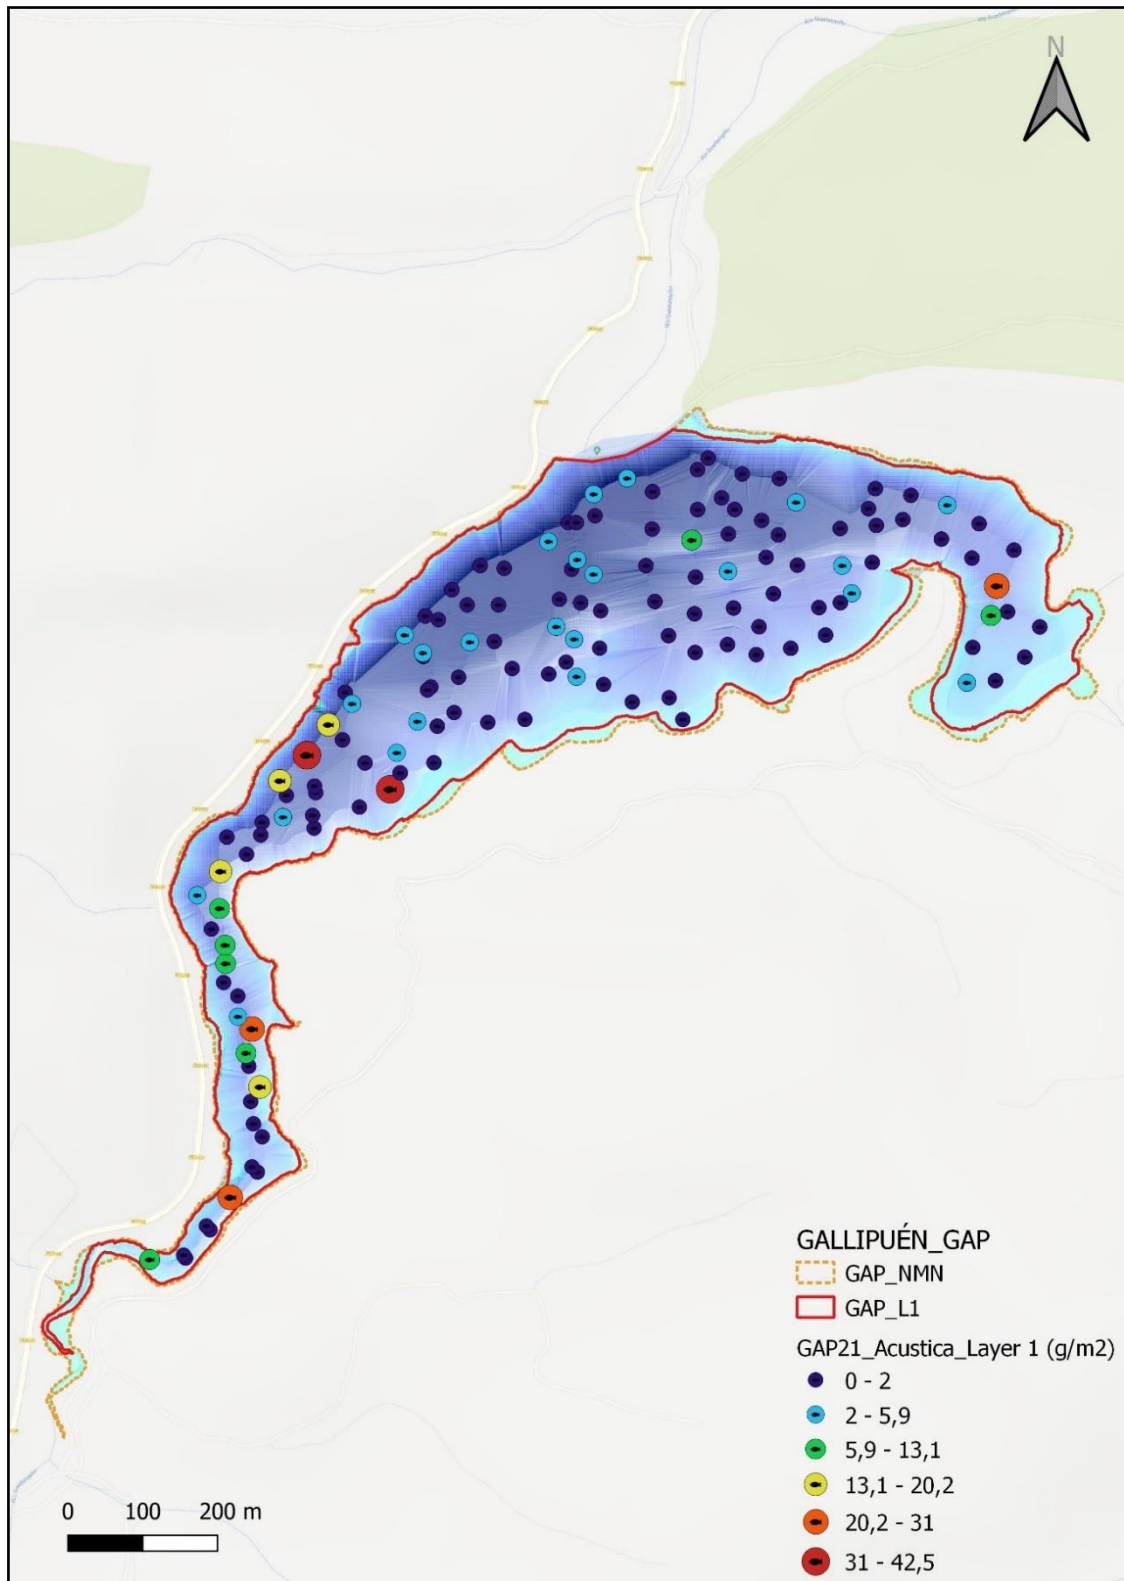 N
GALLIPUÉN_GAP
GAP_NMN
GAP_L1
GAP21_Acustica_Layer 1 (g/m2)
0 - 2
2 - 5,9
5,9 - 13,1
13,1 - 20,2
20,2 - 31
31 - 42,5
0 100 200 m